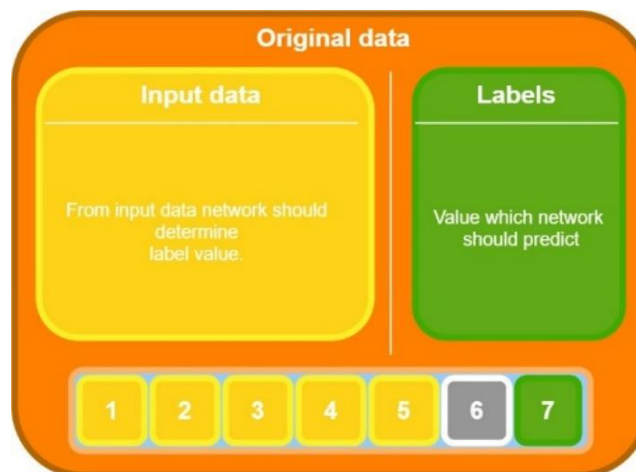 Original data
Input data
From input data network should
determine
label value.
Labels
Value which network
should predict
1 2 3 4 5 6 7